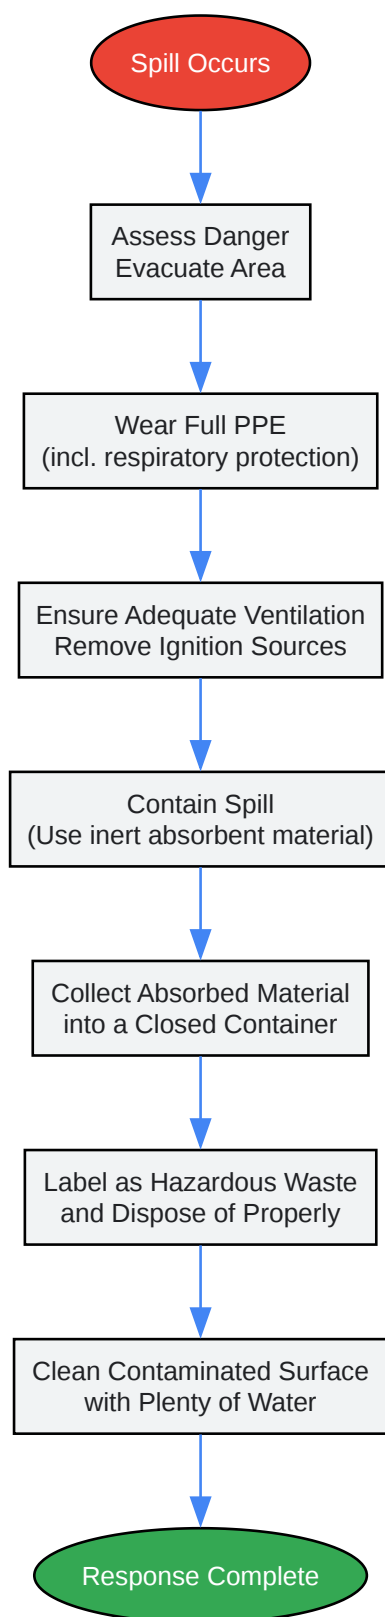 Spill Occurs
Assess Danger
Evacuate Area
Wear Full PPE
(incl. respiratory protection)
Ensure Adequate Ventilation
Remove Ignition Sources
Contain Spill
(Use inert absorbent material)
Collect Absorbed Material
into a Closed Container
Label as Hazardous Waste
and Dispose of Properly
Clean Contaminated Surface
with Plenty of Water
Response Complete